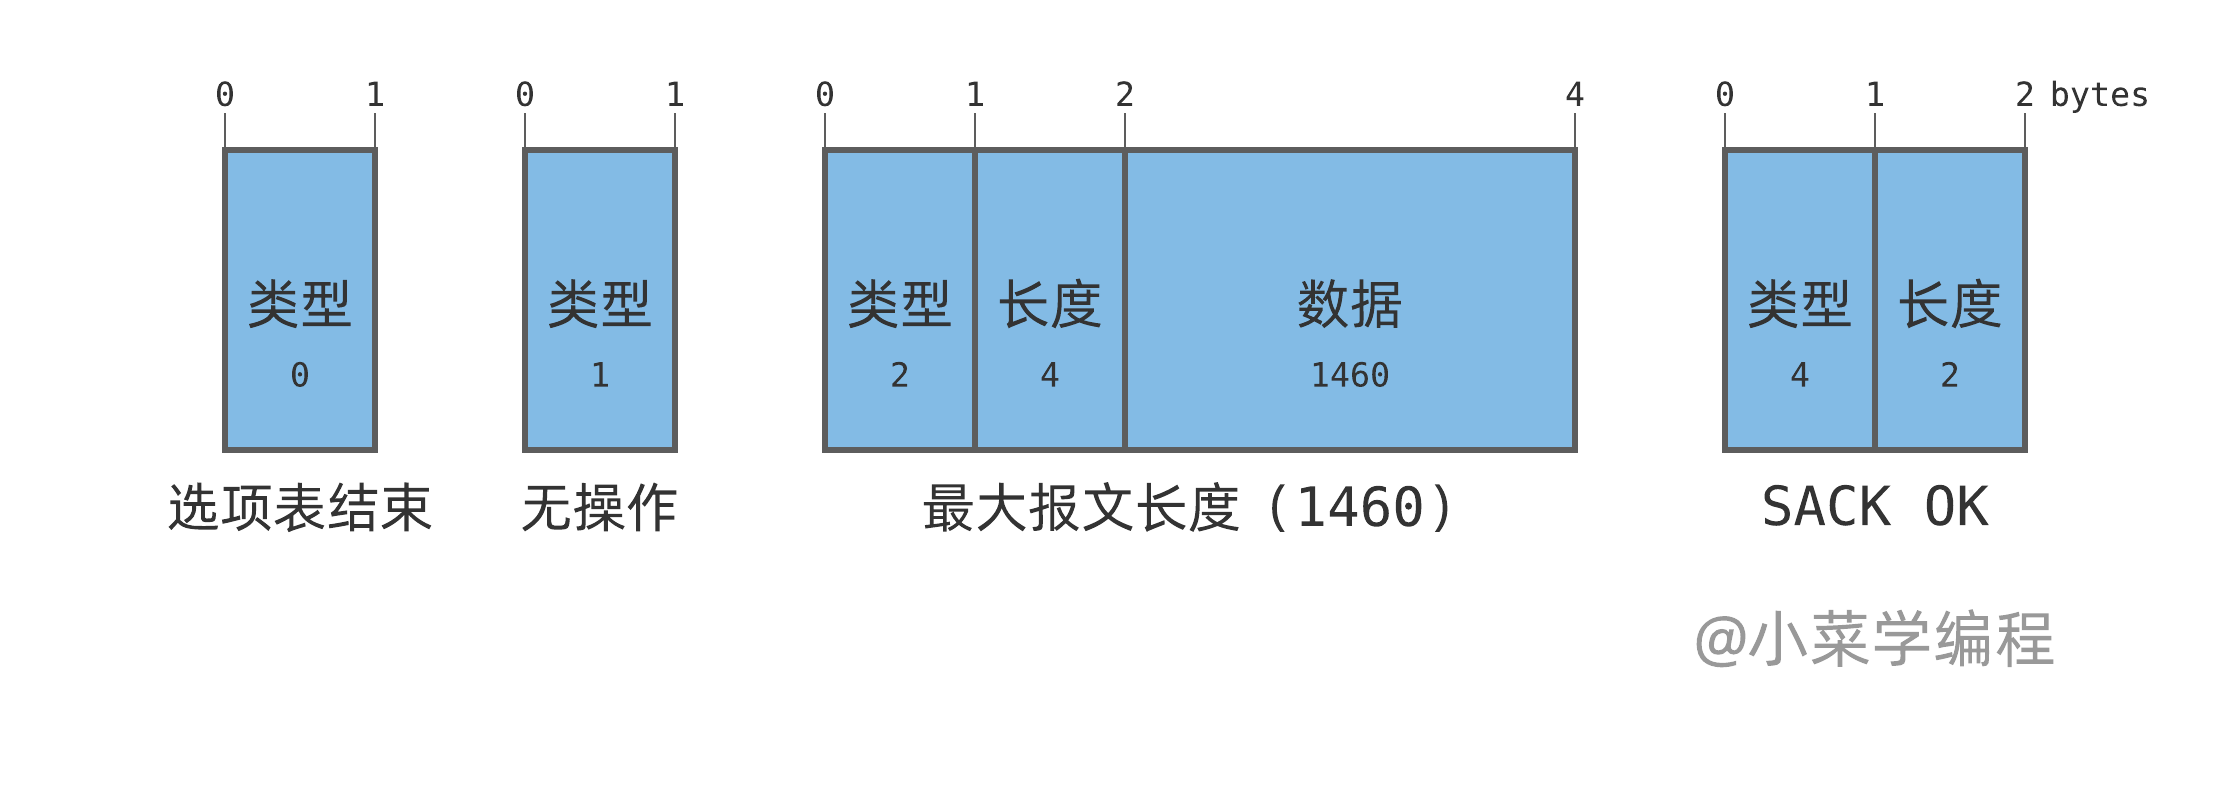 0 1 0 1 0 1 2 4 0 1 2 bytes
类型 类型 类型 长度 数据 类型 长度
0 1 2 4 1460 4 2
选项表结束 无操作 最大报文长度 (1460) SACK OK
@小菜学编程